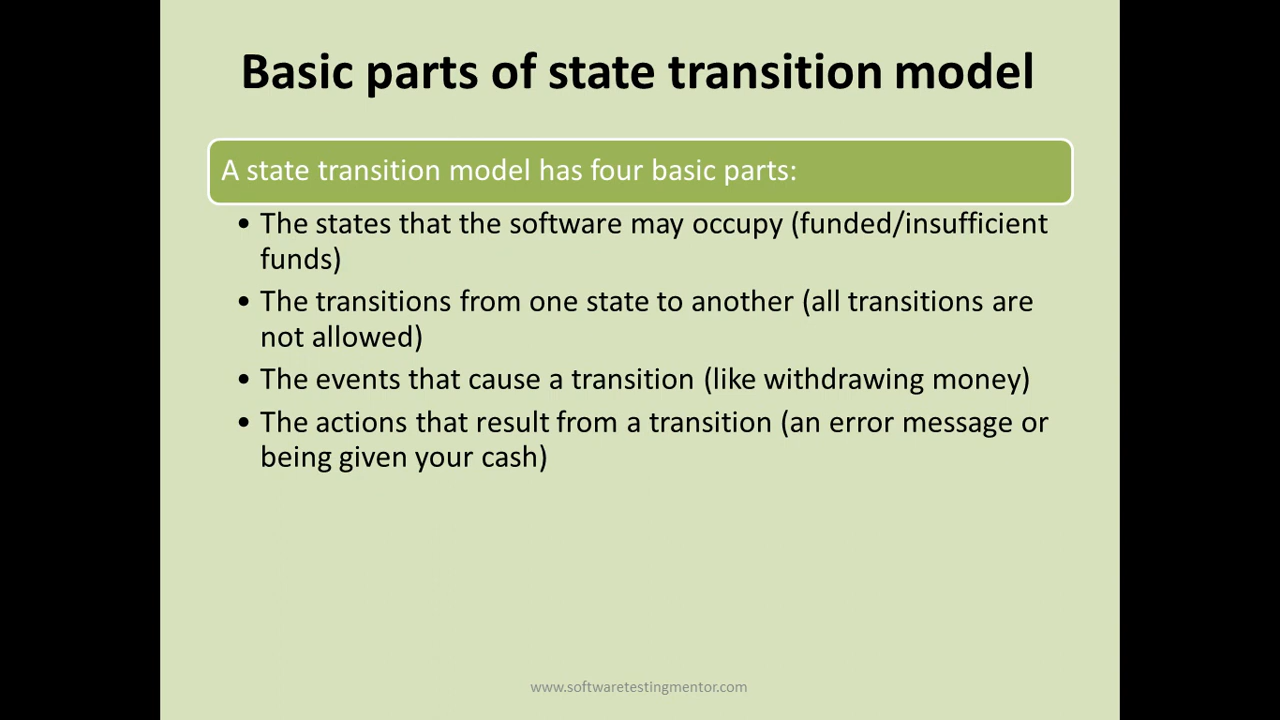 Basic parts of state transition model
A state transition model has four basic parts:
• The states that the software may occupy (funded/insufficient
funds)
• The transitions from one state to another (all transitions are
not allowed)
• The events that cause a transition (like withdrawing money)
• The actions that result from a transition (an error message or
being given your cash)
www.softwaretestingmentor.com